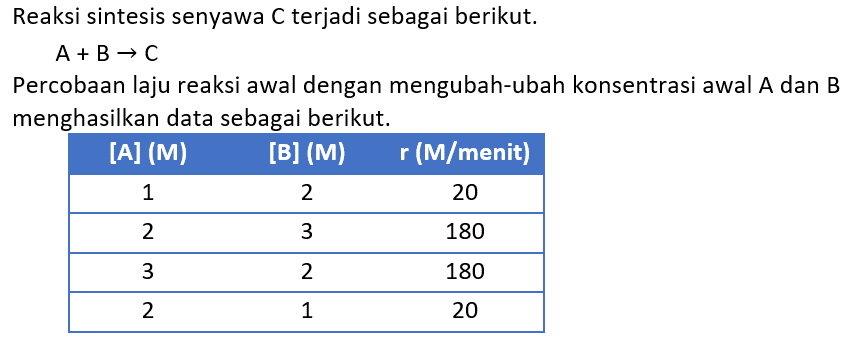 Reaksi sintesis senyawa C terjadi sebagai berikut.
A + B → C
Percobaan laju reaksi awal dengan mengubah-ubah konsentrasi awal A dan B
menghasilkan data sebagai berikut.
[A] (M) [B] (M) r (M/menit)
1 2 20
2 3 180
3 2 180
2 1 20